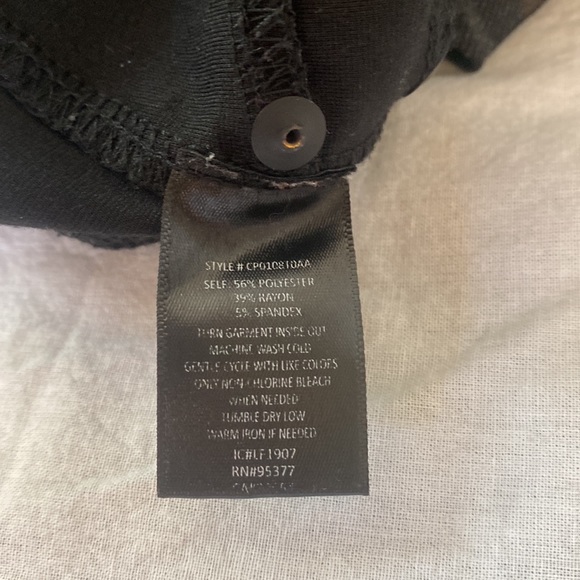 STYLE # CP010810AA
SELF: 56% POLYESTER
39% RAYON
5% SPANDEX
TURN GARMENT INSIDE OUT
MACHINE WASH COLD
GENTLE CYCLE WITH LIKE COLORS
ONLY NON-CHLORINE BLEACH
WHEN NEEDED
TUMBLE DRY LOW
WARM IRON IF NEEDED
IC#LF1907
RN#95377